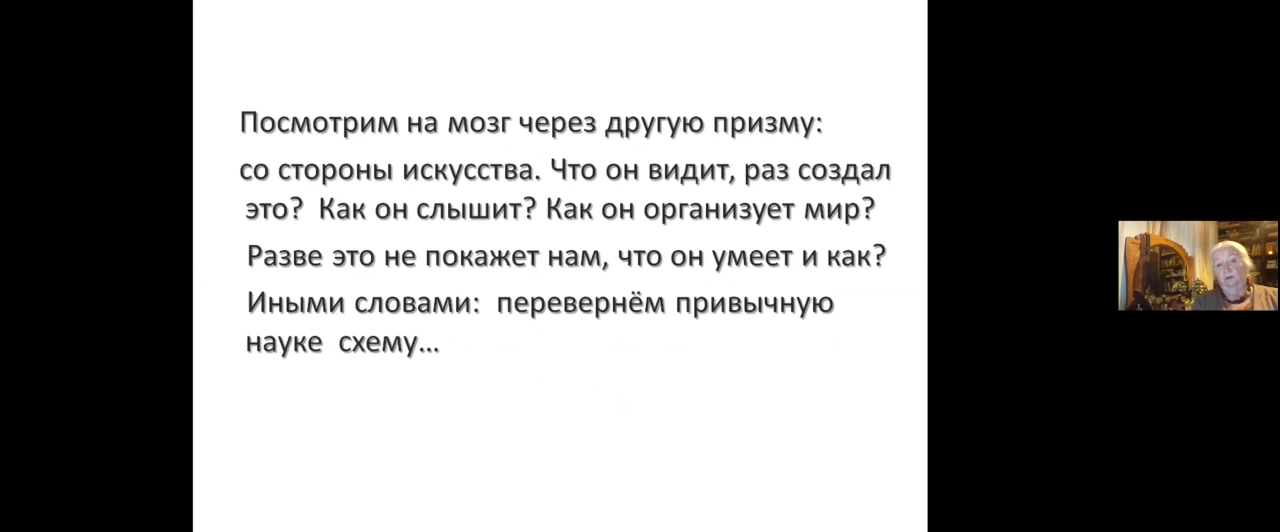 Посмотрим на мозг через другую призму:
со стороны искусства. Что он видит, раз создал
это?  Как он слышит? Как он организует мир?
Разве это не покажет нам, что он умеет и как?
Иными словами:  перевернём привычную
науке  схему…